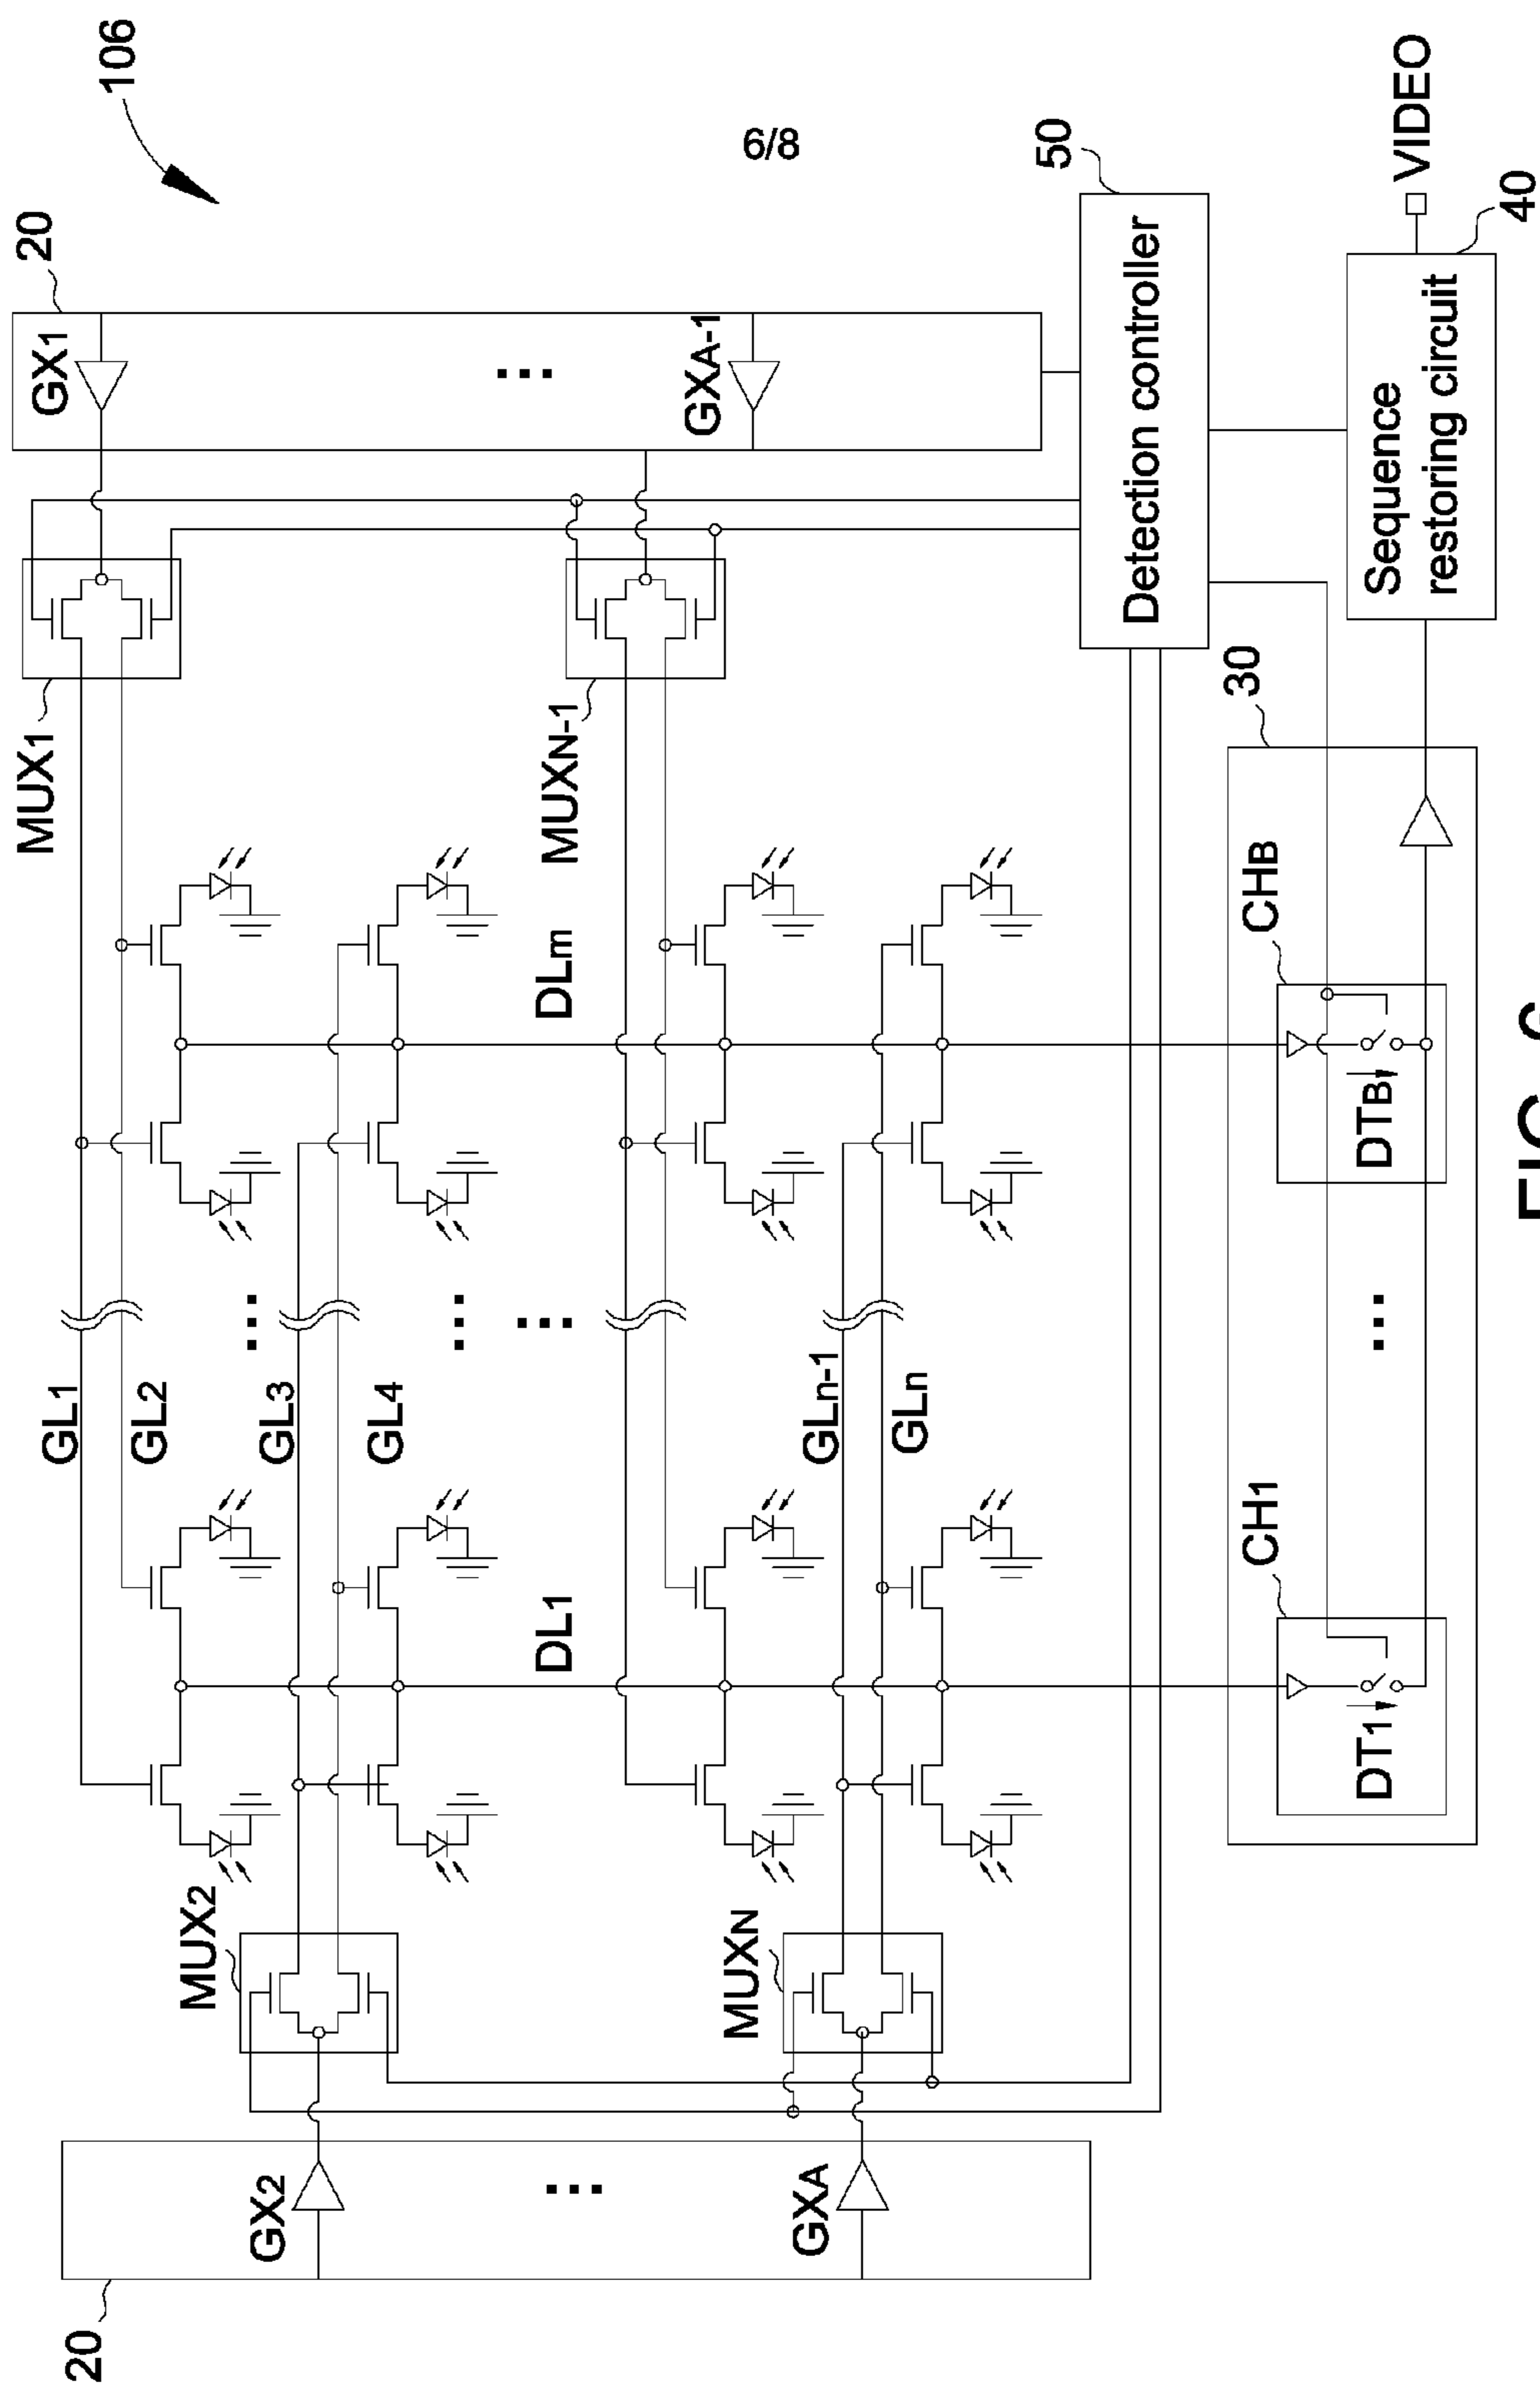 6/8
106
20
GX1
GXA-1
MUX1
MUXN-1
GL1
GL2
GL3
GL4
DL1
DLm
GLn-1
GLn
MUX2
MUXN
GX2
GXA
20
50
Detection controller
30
CH1
DT1
CHB
DTB
Sequence
restoring circuit
40
VIDEO